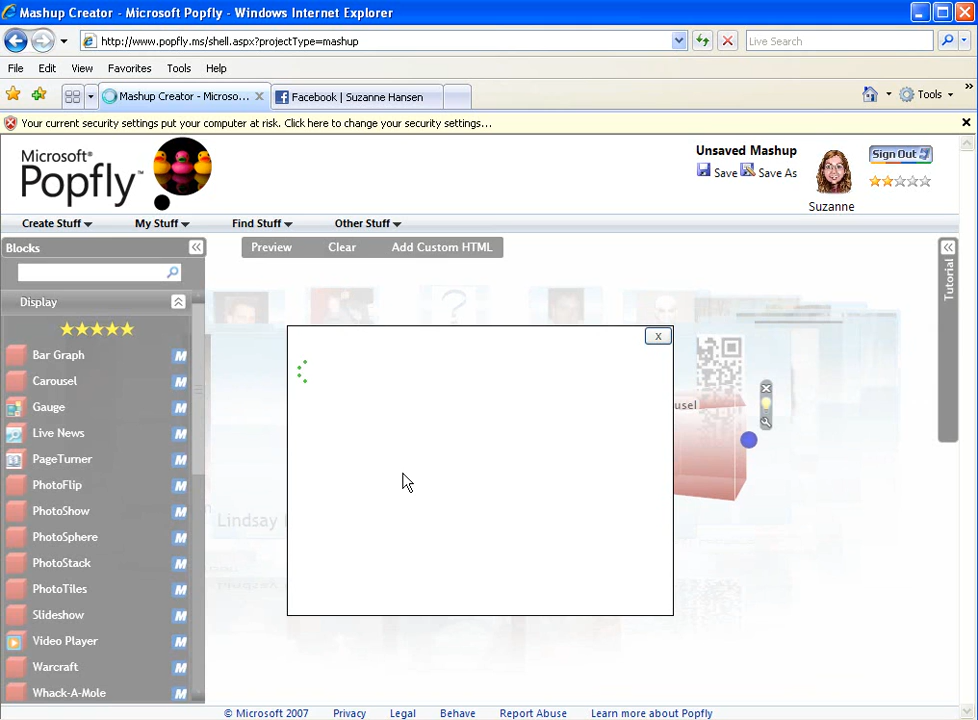 Mashup Creator - Microsoft Popfly - Windows Internet Explorer
http://www.popfly.ms/shell.aspx?projectType=mashup
Live Search
File Edit View Favorites Tools Help
Mashup Creator - Microso...
Facebook | Suzanne Hansen
Tools
Your current security settings put your computer at risk. Click here to change your security settings...
Microsoft®
Popfly™
Unsaved Mashup
Save Save As
Sign Out
Suzanne
Create Stuff My Stuff Find Stuff Other Stuff
Blocks
Preview Clear Add Custom HTML
Tutorial
Display
Bar Graph M
Carousel M
Gauge M
Live News M
PageTurner M
PhotoFlip M
PhotoShow M
PhotoSphere M
PhotoStack M
PhotoTiles M
Slideshow M
Video Player M
Warcraft M
Whack-A-Mole M
x
usel
Lindsay
© Microsoft 2007 Privacy Legal Behave Report Abuse Learn more about Popfly